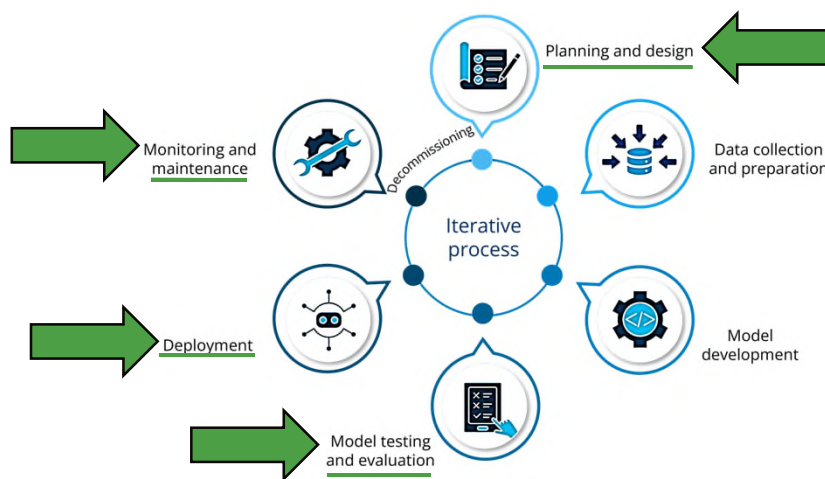 Planning and design
Data collection
and preparation
Model
development
Model testing
and evaluation
Deployment
Monitoring and
maintenance
Decommissioning
Iterative
process
</>